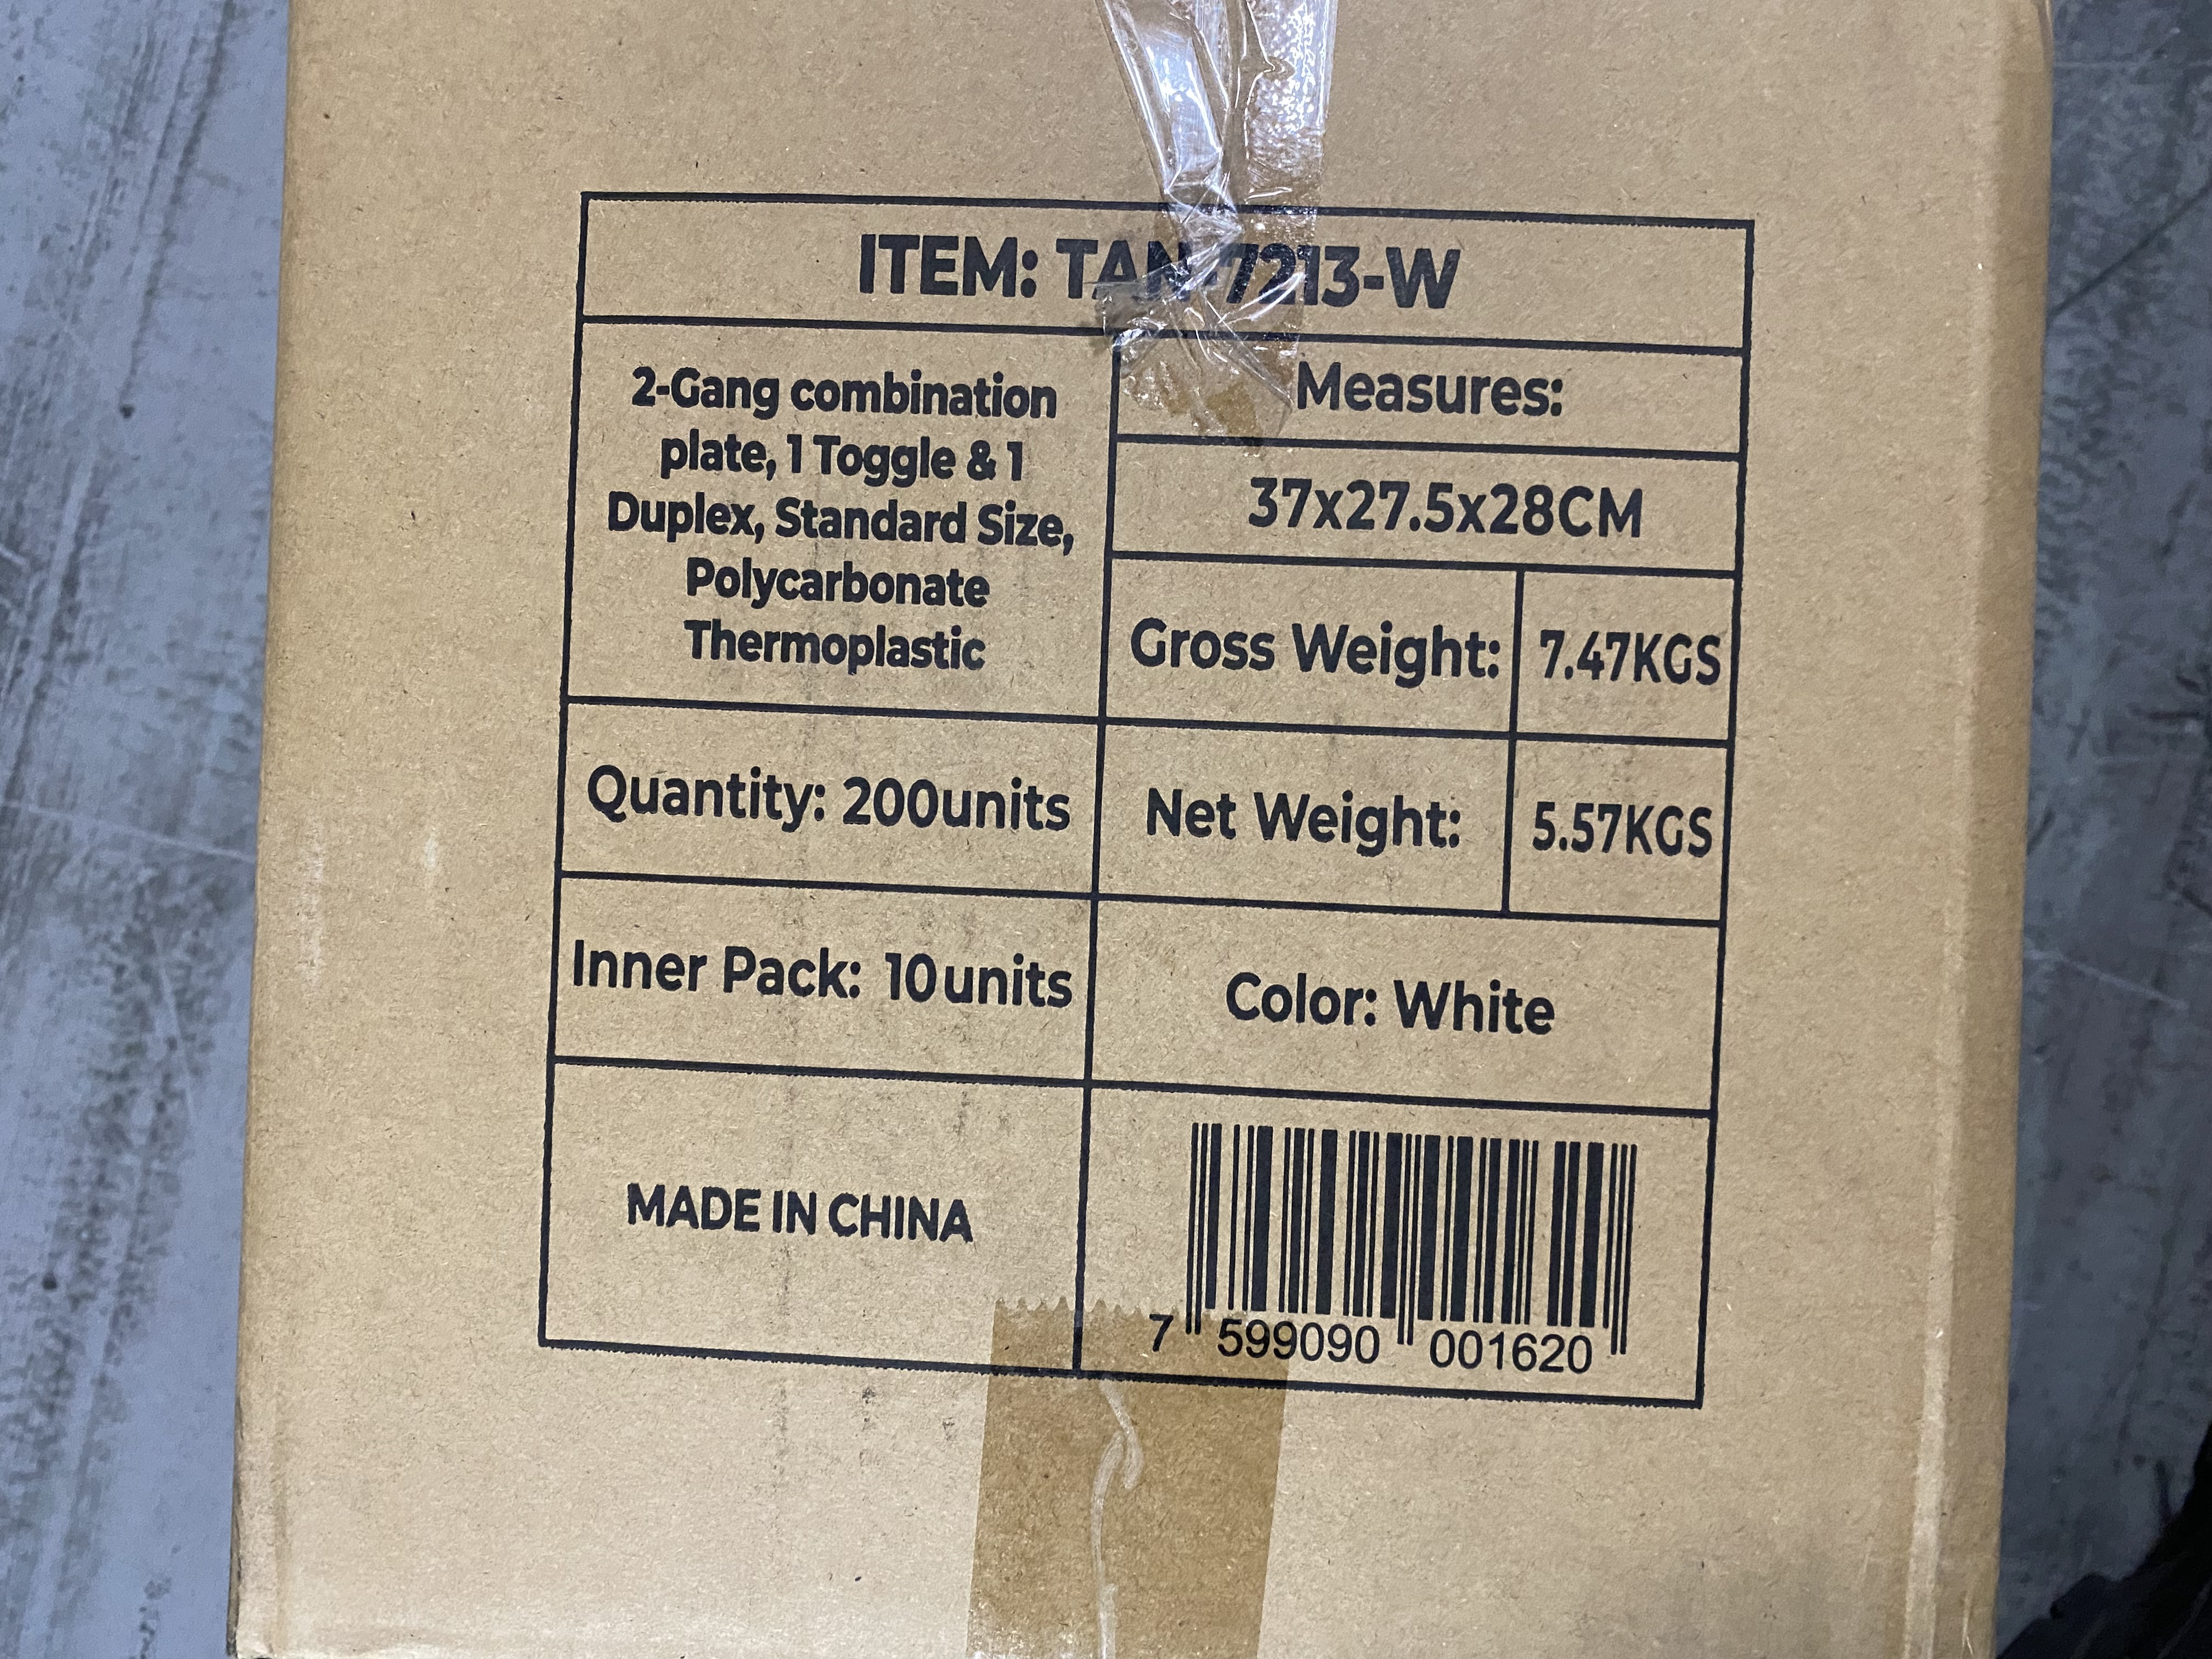 ITEM: TAN-7213-W
2-Gang combination
plate, 1 Toggle & 1
Duplex, Standard Size,
Polycarbonate
Thermoplastic
Measures:
37x27.5x28CM
Gross Weight: 7.47KGS
Quantity: 200units
Net Weight: 5.57KGS
Inner Pack: 10units
Color: White
MADE IN CHINA
7 599090 001620